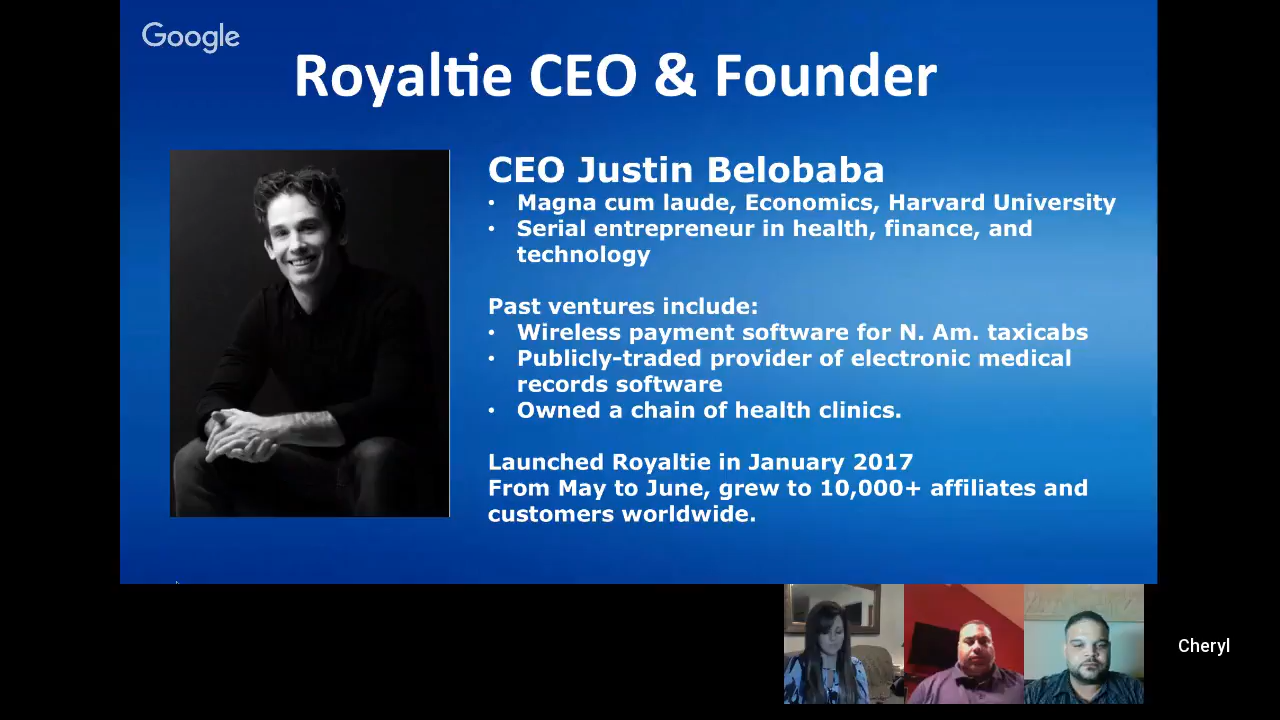 Google
Royaltie CEO & Founder
CEO Justin Belobaba
• Magna cum laude, Economics, Harvard University
• Serial entrepreneur in health, finance, and
technology
Past ventures include:
• Wireless payment software for N. Am. taxicabs
• Publicly-traded provider of electronic medical
records software
• Owned a chain of health clinics.
Launched Royaltie in January 2017
From May to June, grew to 10,000+ affiliates and
customers worldwide.
Cheryl